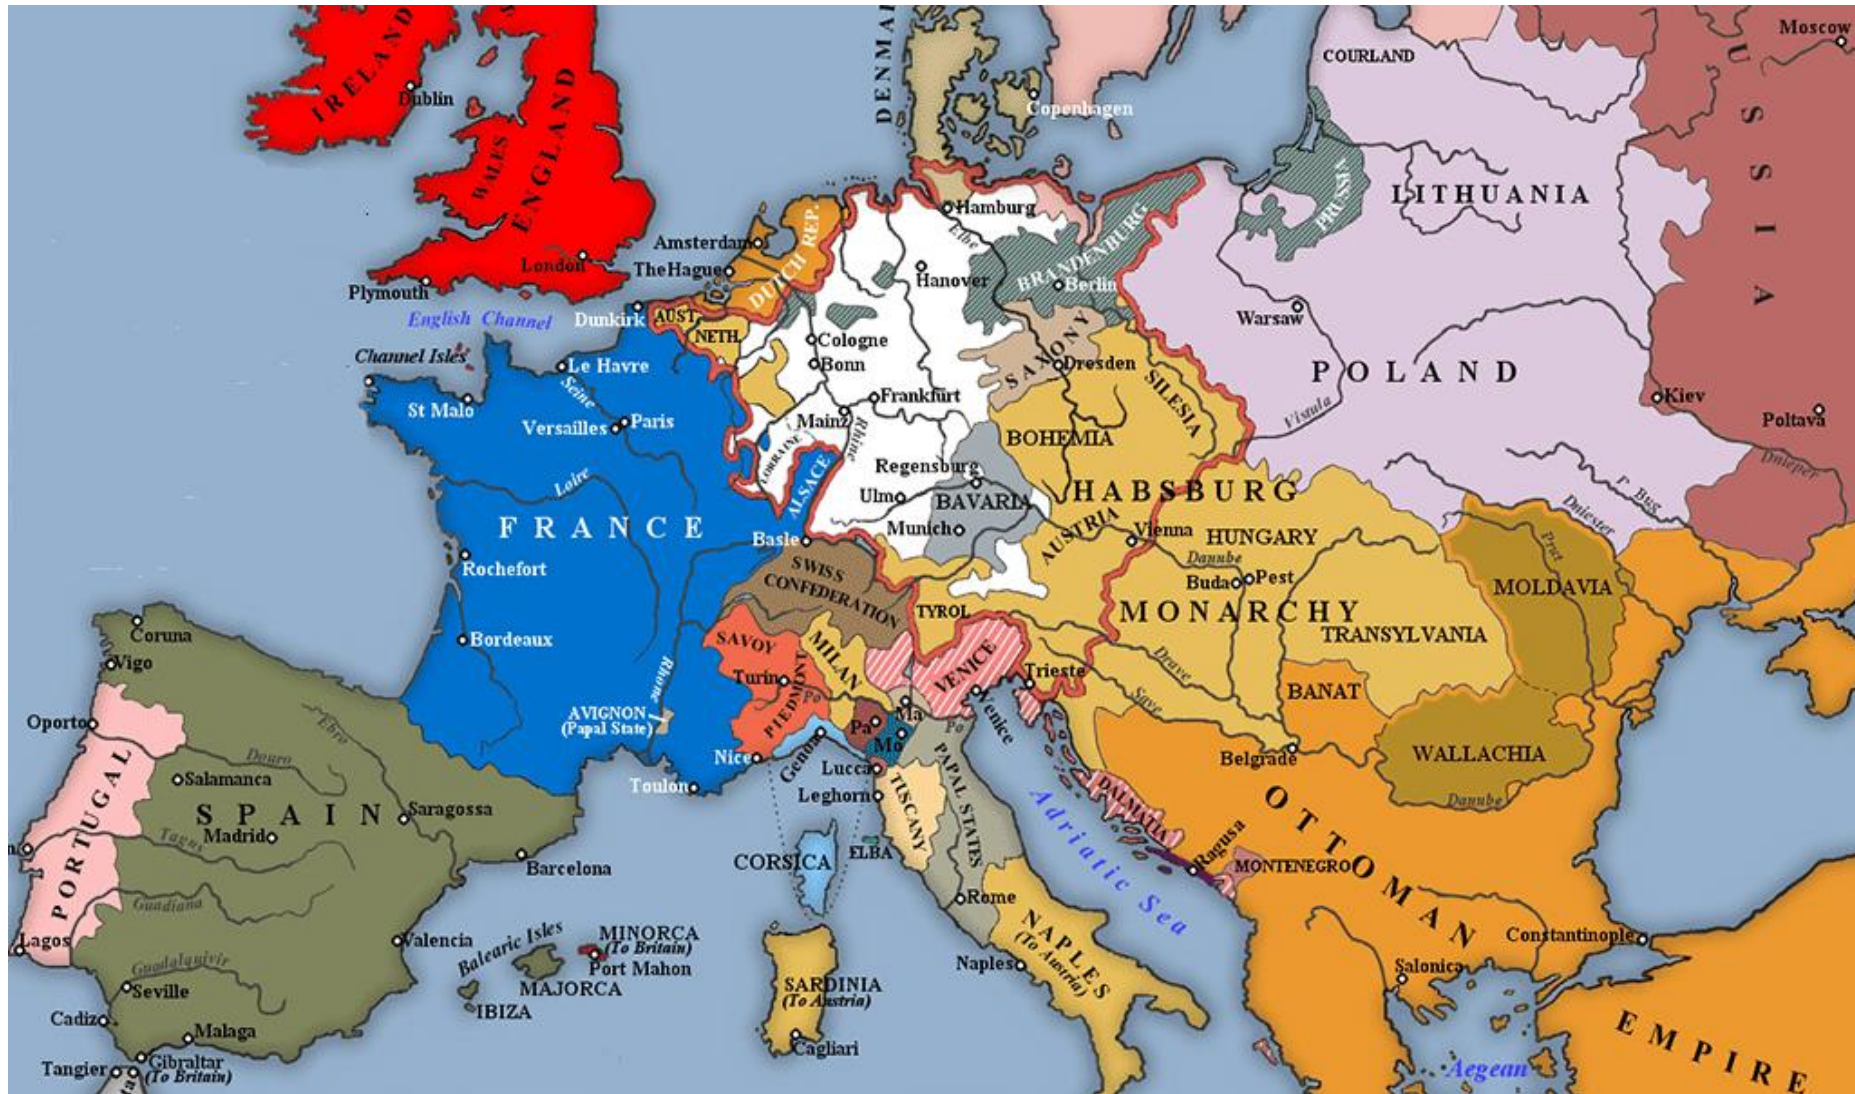 IRELAND
Dublin
S
WALES
ENGLAND
London
Plymouth
English Channel
Channel Isles
DENMA
Copenhagen
COURLAND
Moscow
USSIA
LITHUANIA
PRUSSIA
Hamburg
Elbe
Amsterdam
The Hague
DUTCH REP.
Hanover
BRANDENBURG
Berlin
Warsaw
Dunkirk
AUST.
NETH.
Cologne
Bonn
SAXONY
Dresden
SILESIA
POLAND
Vistula
Kiev
Poltava
Dnieper
Le Havre
Seine
St Malo
Versailles
Paris
Frankfurt
Mainz
Rhine
LORRAINE
ALSACE
BOHEMIA
Regensburg
Ulm
BAVARIA
Munich
HABSBURG
AUSTRIA
Vienna
HUNGARY
Danube
Buda
Pest
MONARCHY
TRANSYLVANIA
R. Bug
Dniester
Prut
MOLDAVIA
Loire
FRANCE
Basle
SWISS
CONFEDERATION
TYROL
Rochefort
Bordeaux
Rhone
SAVOY
Turin
PIEDMONT
MILAN
Po
VENICE
Venice
Trieste
Drave
Save
BANAT
WALLACHIA
Danube
Belgrade
AVIGNON
(Papal State)
Nice
Toulon
Genoa
Pa
Ma
Mo
Po
Lucca
Leghorn
TUSCANY
PAPAL STATES
DALMATIA
Ragusa
MONTENEGRO
Adriatic Sea
Coruna
Vigo
Oporto
PORTUGAL
Lagos
Ebro
Douro
Salamanca
SPAIN
Madrid
Tagus
Saragossa
Barcelona
Guadiana
Valencia
Guadalquivir
Seville
Cadiz
Malaga
Tangier
Gibraltar
(To Britain)
ta
Balearic Isles
MINORCA
(To Britain)
Port Mahon
MAJORCA
IBIZA
CORSICA
ELBA
SARDINIA
(To Austria)
Cagliari
Rome
NAPLES
(To Austria)
Naples
OTTOMAN
EMPIRE
Constantinople
Salonica
Aegean